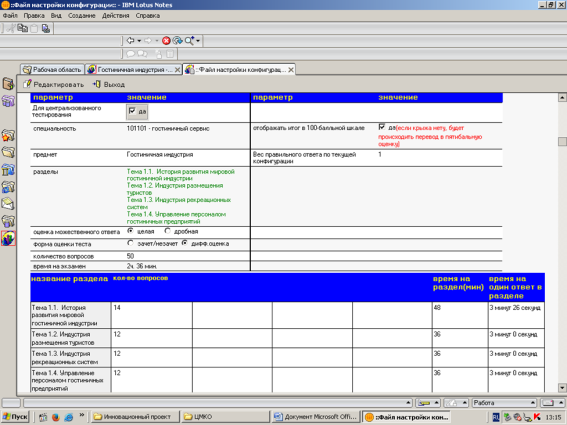 ::Файл настройки конфигурации:: - IBM Lotus Notes
Файл Правка Вид Создание Действия Справка
Рабочая область Гостиничная индустрия -... ::Файл настройки конфигурац...
Редактировать Выход
параметр значение параметр значение
Для централизованного тестирования да
специальность 101101 - гостиничный сервис отображать итог в 100-балльной шкале да(если крыжа нету, будет
происходить перевод в пятибальную
оценку)
предмет Гостиничная индустрия Вес правильного ответа по текущей 1
конфигурации
разделы Тема 1.1. История развития мировой
гостиничной индустрии
Тема 1.2. Индустрия размещения
туристов
Тема 1.3. Индустрия рекреационных
систем
Тема 1.4. Управление персоналом
гостиничных предприятий
оценка множественного ответа целая дробная
Форма оценки теста зачет/незачет дифф.оценка
количество вопросов 50
время на экзамен 2ч. 36 мин.
название раздела кол-во вопросов время на раздел(мин) время на один ответ в разделе
Тема 1.1. История 14 48 3 минут 26 секунд
развития мировой
гостиничной индустрии
Тема 1.2. Индустрия 12 36 3 минут 0 секунд
размещения туристов
Тема 1.3. Индустрия 12 36 3 минут 0 секунд
рекреационных систем
Тема 1.4. Управление 12 36 3 минут 0 секунд
персоналом гостиничных
предприятий
Работа
Пуск Инновационный проект ЦМКО Документ Microsoft Offi... ::Файл настройки кон... 13:15